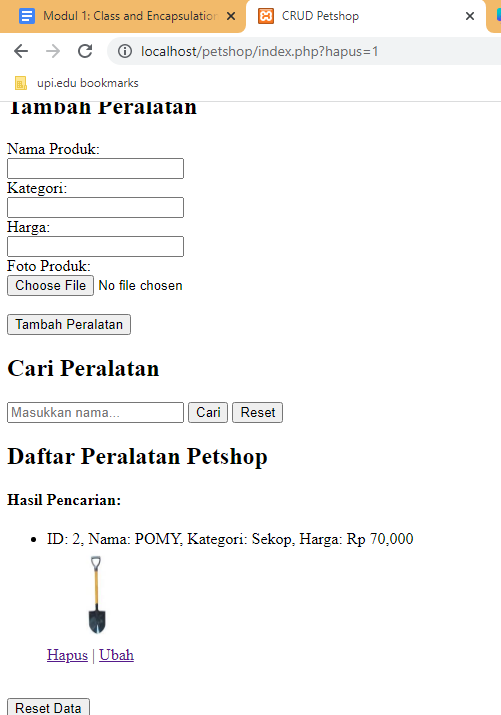 Modul 1: Class and Encapsulation
CRUD Petshop
localhost/petshop/index.php?hapus=1
upi.edu bookmarks
Tambah Peralatan
Nama Produk:
Kategori:
Harga:
Foto Produk:
Choose File No file chosen
Tambah Peralatan
Cari Peralatan
Masukkan nama... Cari Reset
Daftar Peralatan Petshop
Hasil Pencarian:
• ID: 2, Nama: POMY, Kategori: Sekop, Harga: Rp 70,000
Hapus | Ubah
Reset Data